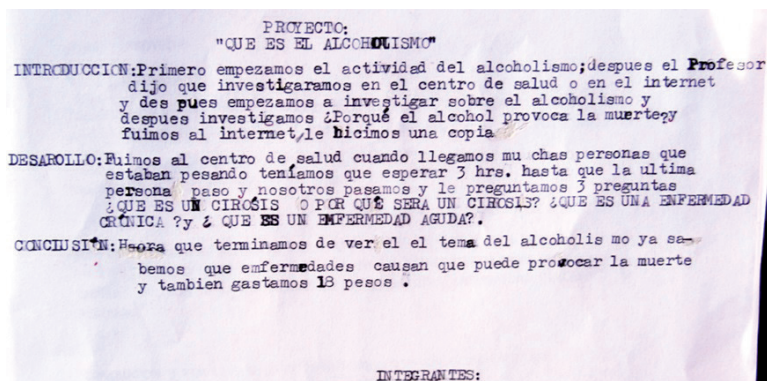 PROYECTO:
"QUE ES EL ALCOHOLISMO"
INTRODUCCION:Primero empezamos el actividad del alcoholismo;despues el Profesor
dijo que investigaramos en el centro de salud o en el internet
y des pues empezamos a investigar sobre el alcoholismo y
despues investigamos ¿Porqué el alcohol provoca la muerte?y
fuimos al internet,le hicimos una copia
DESAROLLO:Fuimos al centro de salud cuando llegamos mu chas personas que
estaban pesando teníamos que esperar 3 hrs. hasta que la ultima
persona paso y nosotros pasamos y le preguntamos 3 preguntas
¿QUE ES UN CIROSIS O POR QUÉ SERA UN CIROSIS? ¿QUE ES UNA ENFERMEDAD
CRÓNICA ?y ¿ QUE ES UN EMFERMEDAD AGUDA?.
CONCLUSIÓN:Haora que terminamos de ver el el tema del alcoholis mo ya sa-
bemos que emfermedades causan que puede provocar la muerte
y tambien gastamos 18 pesos .
INTEGRANTES: